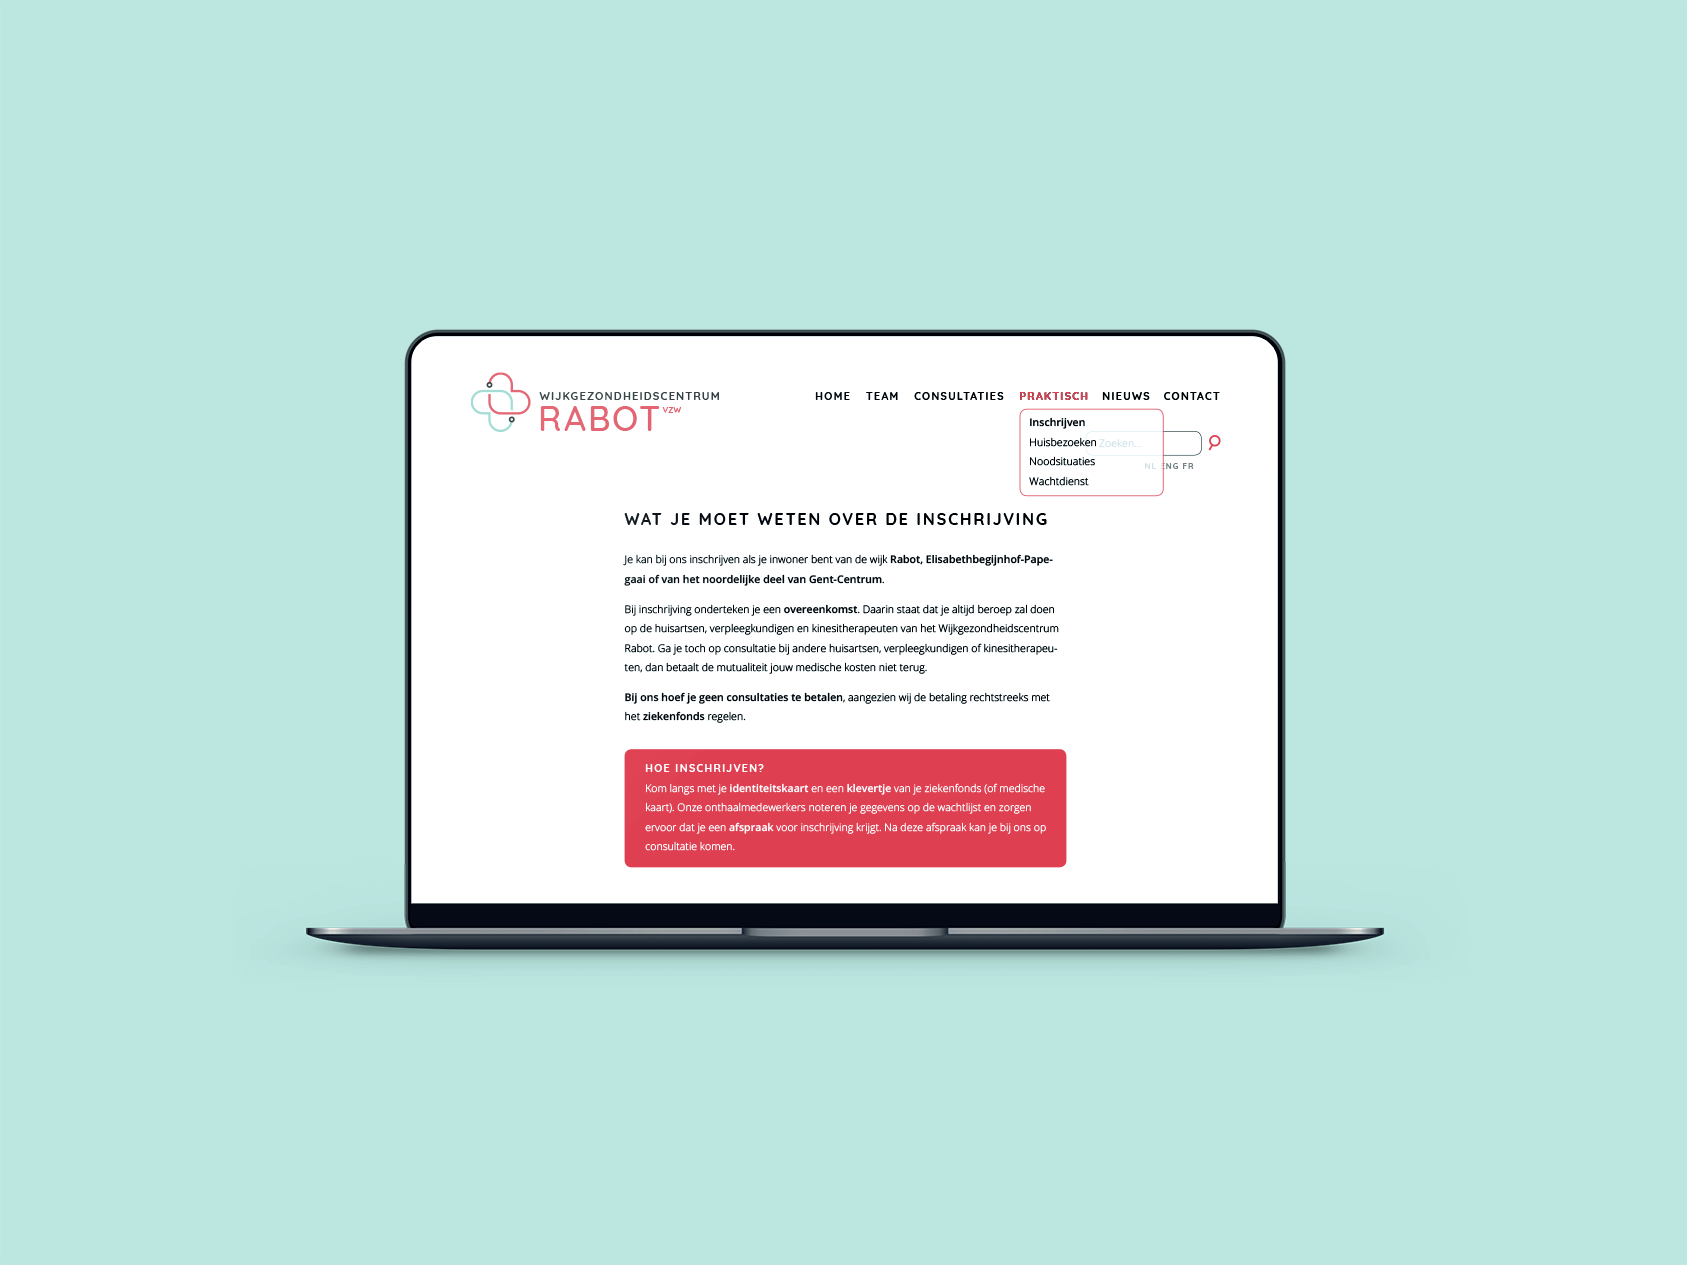 WIJKGEZONDHEIDSCENTRUM
RABOT VZW
HOME TEAM CONSULTATIES PRAKTISCH NIEUWS CONTACT
Inschrijven
Huisbezoeken
Zoeken...
Noodsituaties
NL ENG FR
Wachtdienst
WAT JE MOET WETEN OVER DE INSCHRIJVING
Je kan bij ons inschrijven als je inwoner bent van de wijk Rabot, Elisabethbegijnhof-Pape-
gaai of van het noordelijke deel van Gent-Centrum.
Bij inschrijving onderteken je een overeenkomst. Daarin staat dat je altijd beroep zal doen
op de huisartsen, verpleegkundigen en kinesitherapeuten van het Wijkgezondheidscentrum
Rabot. Ga je toch op consultatie bij andere huisartsen, verpleegkundigen of kinesitherapeu-
ten, dan betaalt de mutualiteit jouw medische kosten niet terug.
Bij ons hoef je geen consultaties te betalen, aangezien wij de betaling rechtstreeks met
het ziekenfonds regelen.
HOE INSCHRIJVEN?
Kom langs met je identiteitskaart en een klevertje van je ziekenfonds (of medische
kaart). Onze onthaalmedewerkers noteren je gegevens op de wachtlijst en zorgen
ervoor dat je een afspraak voor inschrijving krijgt. Na deze afspraak kan je bij ons op
consultatie komen.